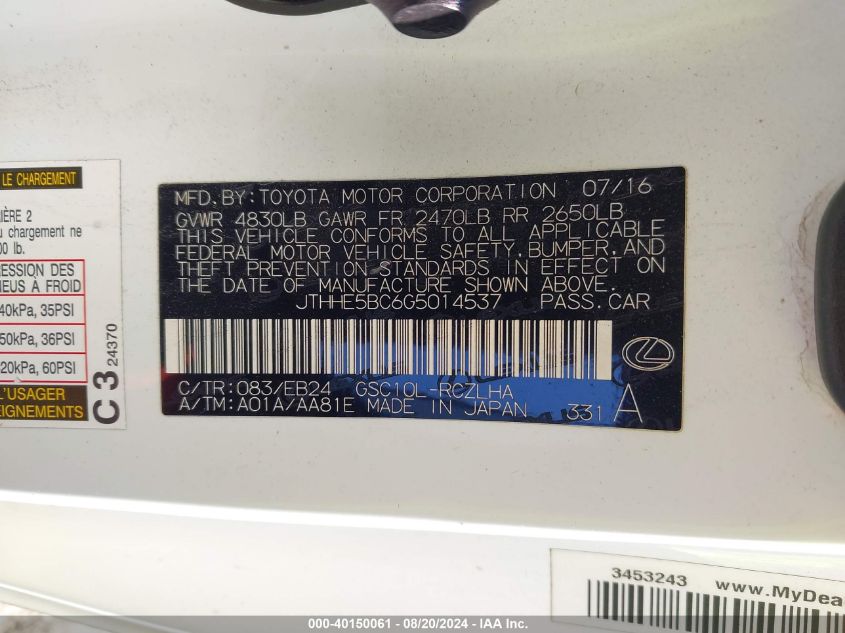 LE CHARGEMENT
IÈRE 2
u chargement ne
00 lb.
RESSION DES
NEUS À FROID
40kPa, 35PSI
50kPa, 36PSI
20kPa, 60PSI
L'USAGER
EIGNEMENTS
C 3 24370
MFD. BY: TOYOTA MOTOR CORPORATION 07/16
GVWR 4830LB GAWR FR 2470LB RR 2650LB
THIS VEHICLE CONFORMS TO ALL APPLICABLE
FEDERAL MOTOR VEHICLE SAFETY, BUMPER, AND
THEFT PREVENTION STANDARDS IN EFFECT ON
THE DATE OF MANUFACTURE SHOWN ABOVE.
JTHHE5BC6G5014537 PASS. CAR
C/TR: 083/EB24 GSC10L-RCZLHA
A/TM: A01A/AA81E MADE IN JAPAN 331 A
3453243 www.MyDea
000-40150061 - 08/20/2024 - IAA Inc.